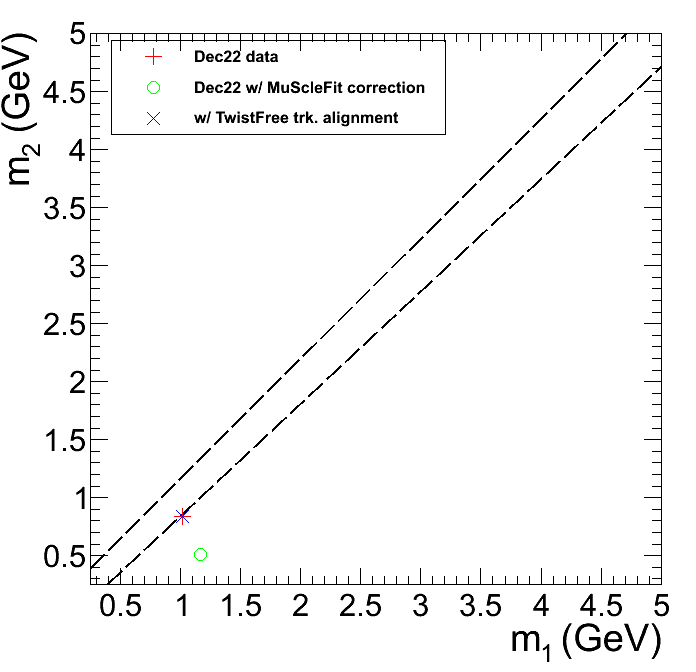 Dec22 data
Dec22 w/ MuScleFit correction
w/ TwistFree trk. alignment
m2 (GeV)
5
4.5
4
3.5
3
2.5
2
1.5
1
0.5
0.5 1 1.5 2 2.5 3 3.5 4 4.5 5
m1 (GeV)